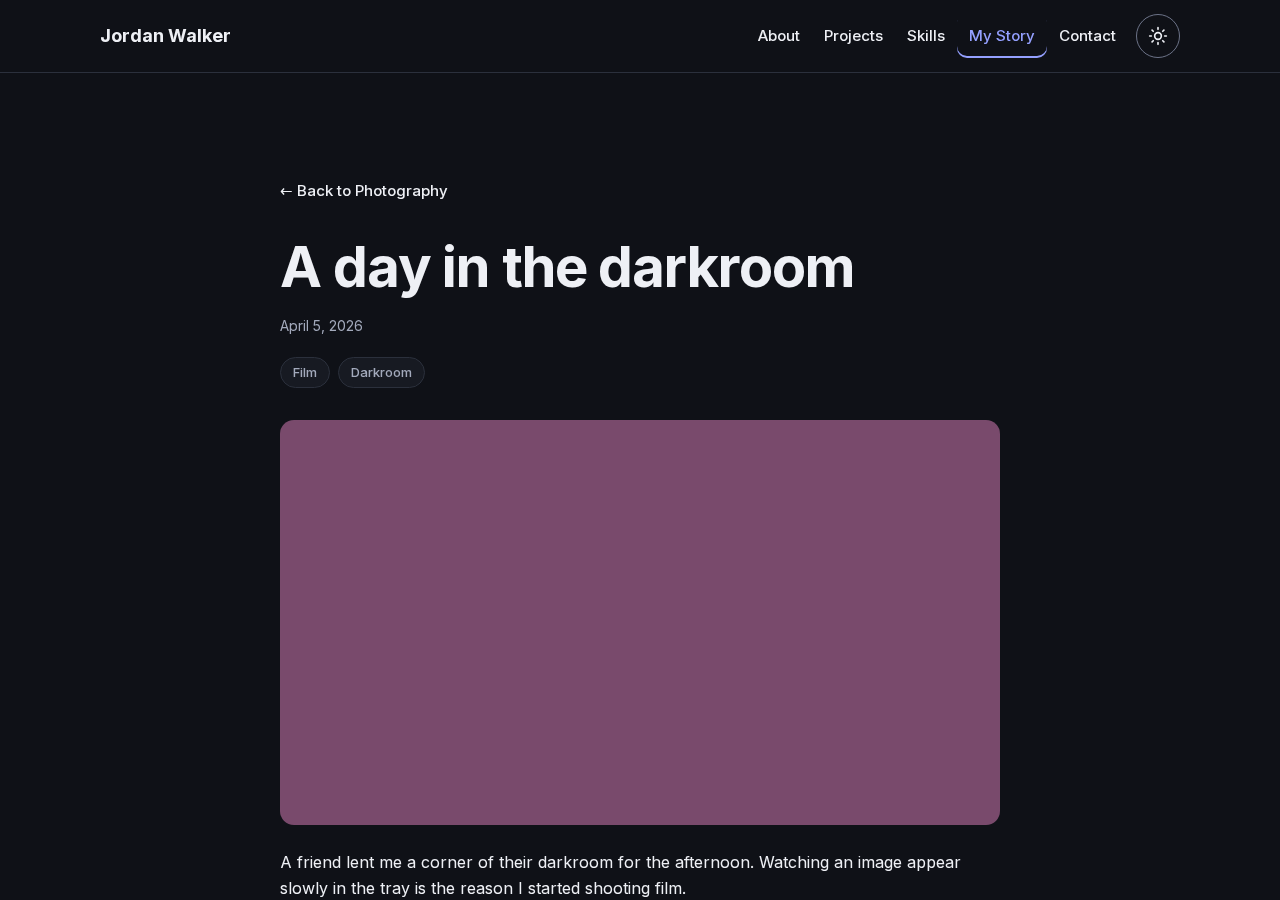 Jordan Walker
About Projects Skills My Story Contact
← Back to Photography
A day in the darkroom
April 5, 2026
Film Darkroom
A friend lent me a corner of their darkroom for the afternoon. Watching an image appear
slowly in the tray is the reason I started shooting film.